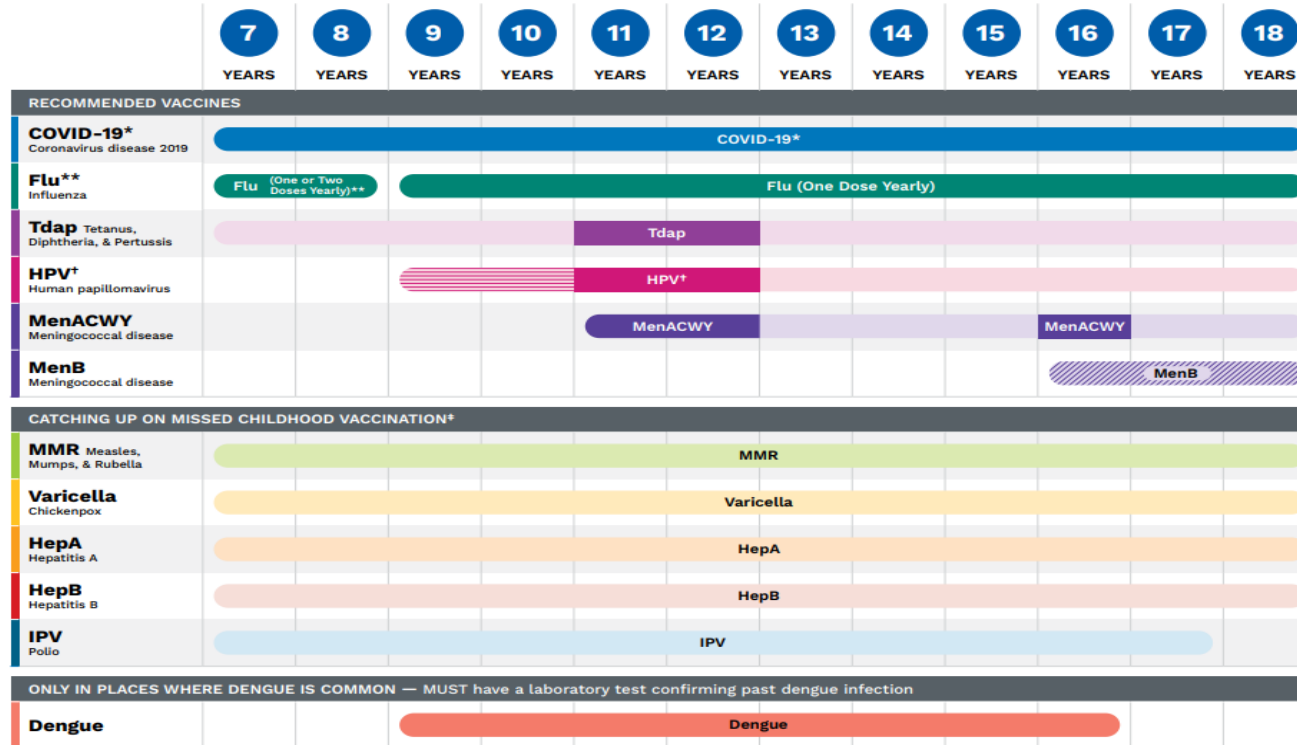 7 8 9 10 11 12 13 14 15 16 17 18
YEARS YEARS YEARS YEARS YEARS YEARS YEARS YEARS YEARS YEARS YEARS YEARS
RECOMMENDED VACCINES
COVID-19*
Coronavirus disease 2019
COVID-19*
Flu**
Influenza
Flu (One or Two
Doses Yearly)**
Flu (One Dose Yearly)
Tdap Tetanus,
Diphtheria, & Pertussis
Tdap
HPV†
Human papillomavirus
HPV†
MenACWY
Meningococcal disease
MenACWY
MenACWY
MenB
Meningococcal disease
MenB
CATCHING UP ON MISSED CHILDHOOD VACCINATION‡
MMR Measles,
Mumps, & Rubella
MMR
Varicella
Chickenpox
Varicella
HepA
Hepatitis A
HepA
HepB
Hepatitis B
HepB
IPV
Polio
IPV
ONLY IN PLACES WHERE DENGUE IS COMMON — MUST have a laboratory test confirming past dengue infection
Dengue
Dengue